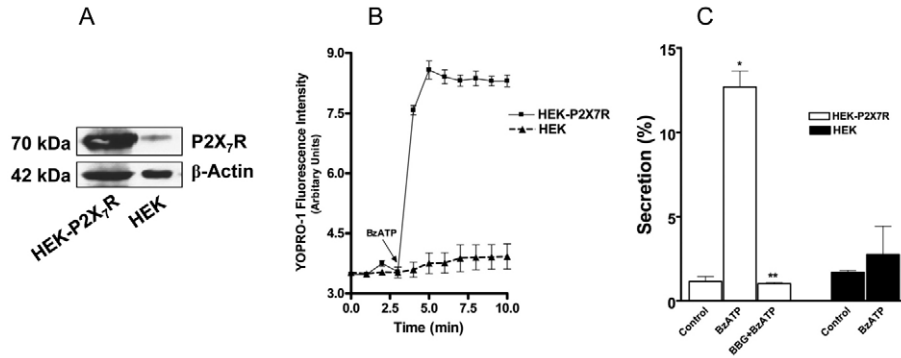 A
70 kDa
P2X7R
42 kDa
β-Actin
HEK-P2X7R
HEK
B
YOPRO-1 Fluorescence Intensity
(Arbitary Units)
9.0
7.5
6.0
4.5
3.0
BzATP
HEK-P2X7R
HEK
0.0
2.5
5.0
7.5
10.0
Time (min)
C
Secretion (%)
15
10
5
0
*
**
HEK-P2X7R
HEK
Control
BzATP
BBG+BzATP
Control
BzATP